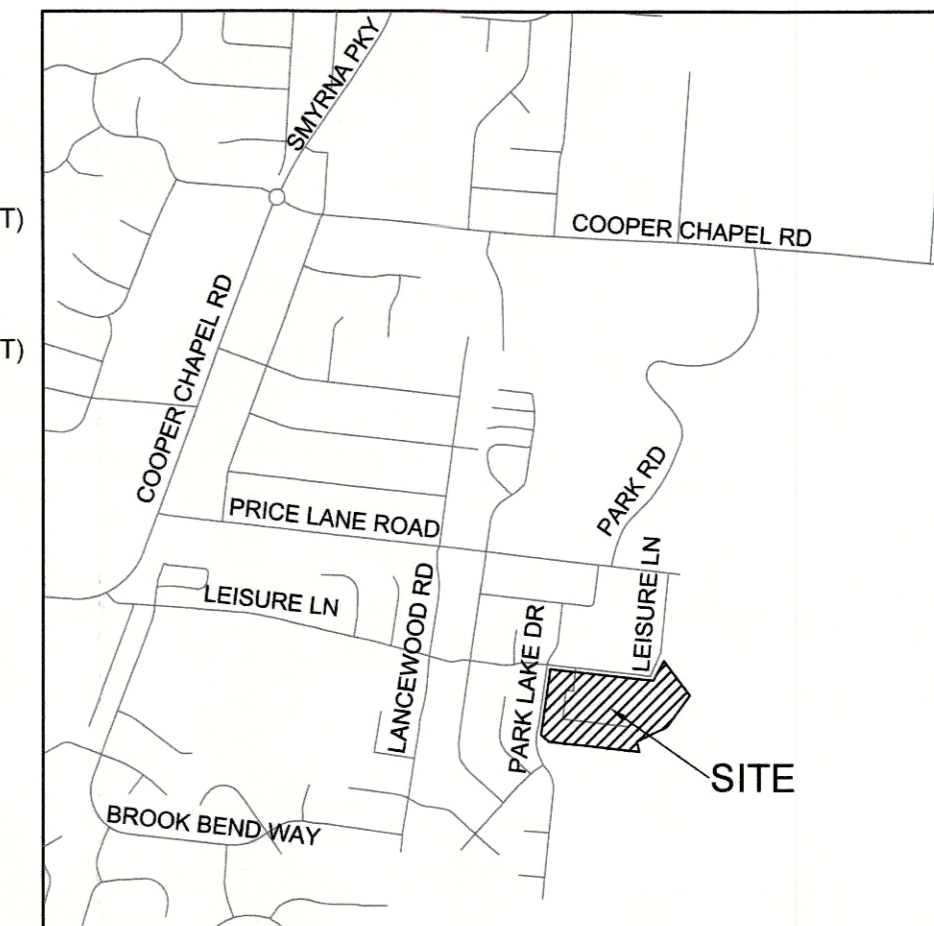 SMYRNA PKY
T)
COOPER CHAPEL RD
COOPER CHAPEL RD
T)
PARK RD
PRICE LANE ROAD
LEISURE LN
LEISURE LN
LANCEWOOD RD
PARK LAKE DR
SITE
BROOK BEND WAY